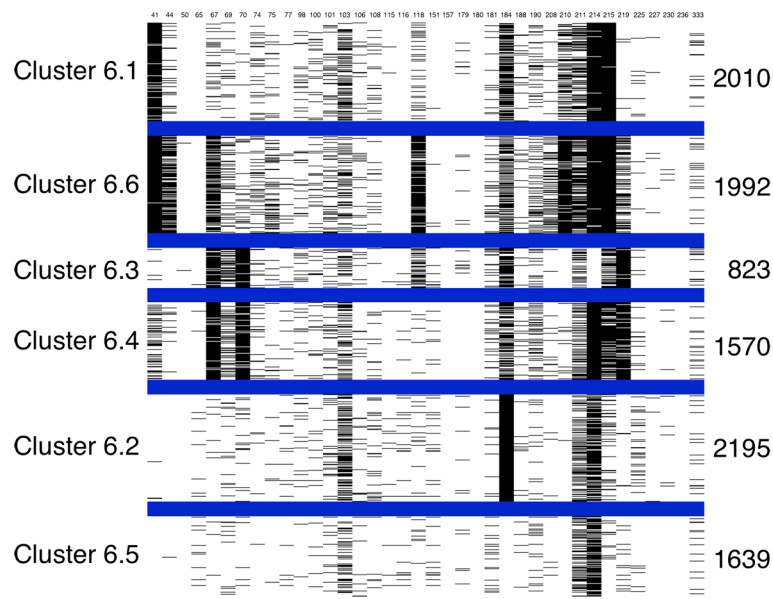 41 44 50 65 67 69 70 74 75 77 98 100 101 103 106 108 115 116 118 151 157 179 180 181 184 188 190 208 210 211 214 215 219 225 227 230 236 333
Cluster 6.1 2010
Cluster 6.6 1992
Cluster 6.3 823
Cluster 6.4 1570
Cluster 6.2 2195
Cluster 6.5 1639